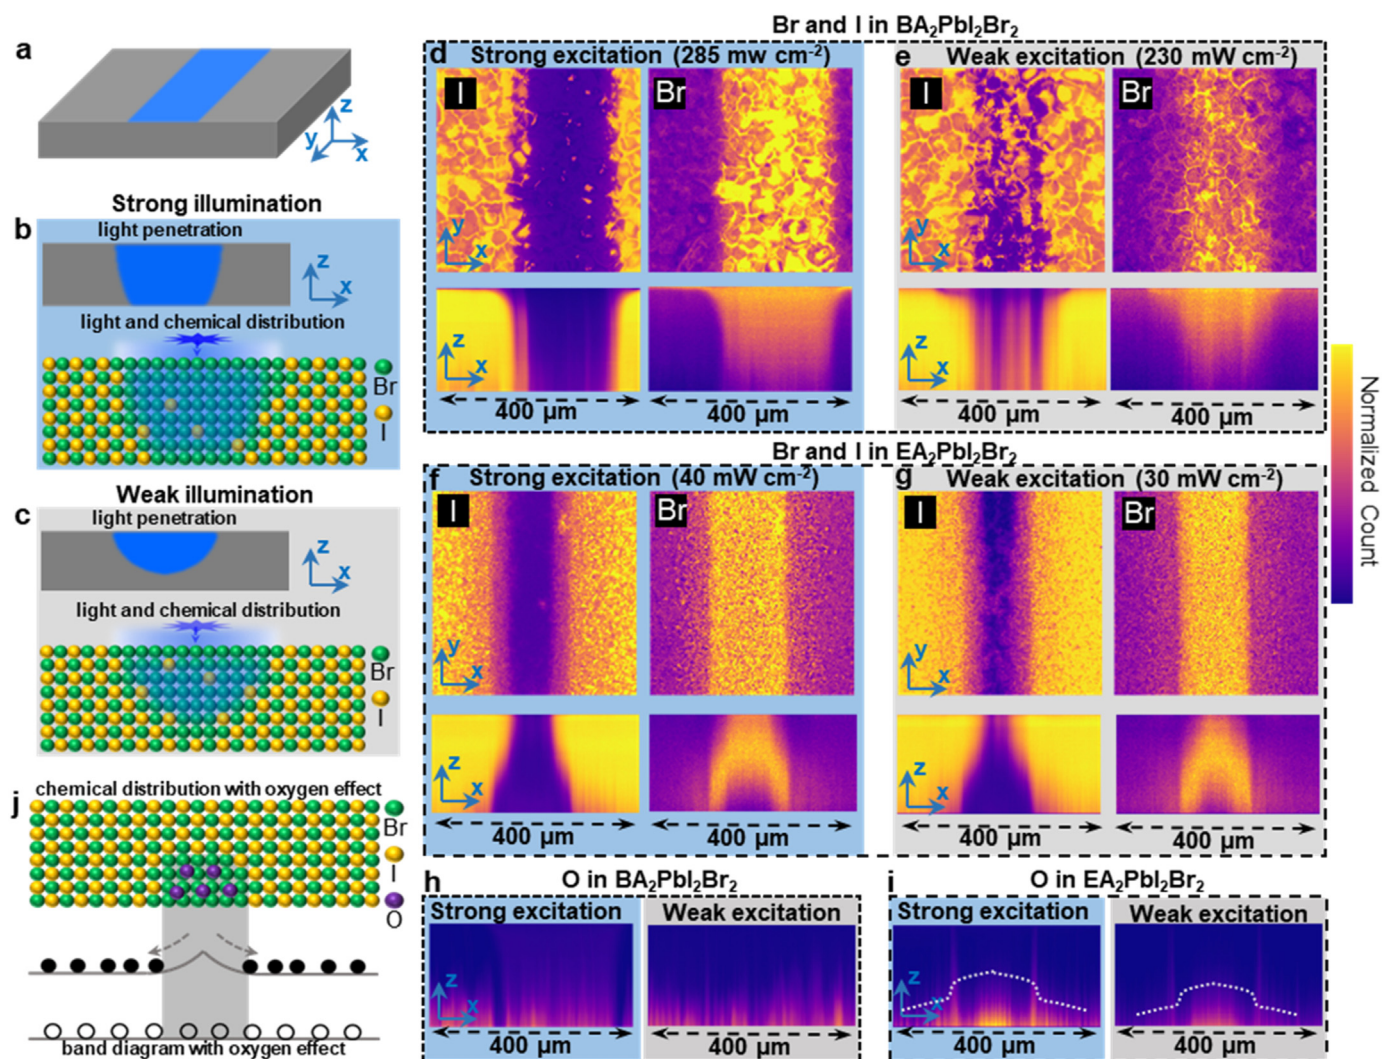 Br and I in BA2PbI2Br2
a
z
y
x
Strong illumination
b
light penetration
z
x
light and chemical distribution
Br
I
Weak illumination
c
light penetration
z
x
light and chemical distribution
Br
I
j
chemical distribution with oxygen effect
Br
I
O
band diagram with oxygen effect
d Strong excitation (285 mw cm-2)
I
Br
y
x
z
x
400 µm
400 µm
e Weak excitation (230 mW cm-2)
I
Br
y
x
z
x
400 µm
400 µm
Br and I in EA2PbI2Br2
f Strong excitation (40 mW cm-2)
I
Br
y
x
z
x
400 µm
400 µm
g Weak excitation (30 mW cm-2)
I
Br
y
x
z
x
400 µm
400 µm
Normalized Count
h O in BA2PbI2Br2
Strong excitation
Weak excitation
z
x
400 µm
400 µm
i O in EA2PbI2Br2
Strong excitation
Weak excitation
z
x
400 µm
400 µm